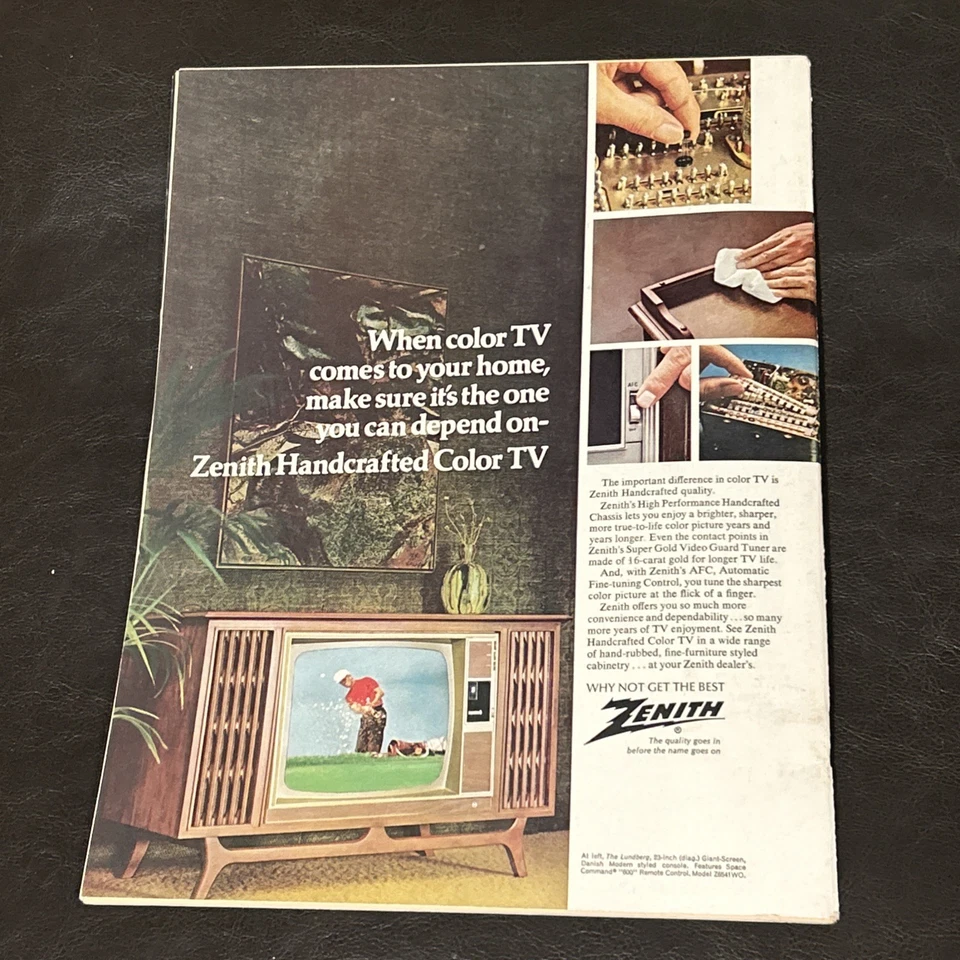 When color TV
comes to your home,
make sure it's the one
you can depend on-
Zenith Handcrafted Color TV
AFC
The important difference in color TV is
Zenith Handcrafted quality.
Zenith's High Performance Handcrafted
Chassis lets you enjoy a brighter, sharper,
more true-to-life color picture years and
years longer. Even the contact points in
Zenith's Super Gold Video Guard Tuner are
made of 16-carat gold for longer TV life.
And, with Zenith's AFC, Automatic
Fine-tuning Control, you tune the sharpest
color picture at the flick of a finger.
Zenith offers you so much more
convenience and dependability ... so many
more years of TV enjoyment. See Zenith
Handcrafted Color TV in a wide range
of hand-rubbed, fine-furniture styled
cabinetry ... at your Zenith dealer's.
WHY NOT GET THE BEST
ZENITH
®
The quality goes in
before the name goes on
At left, The Lundberg, 23-inch (diag.) Giant-Screen,
Danish Modern styled console. Features Space
Command® "600" Remote Control. Model Z6541WO.